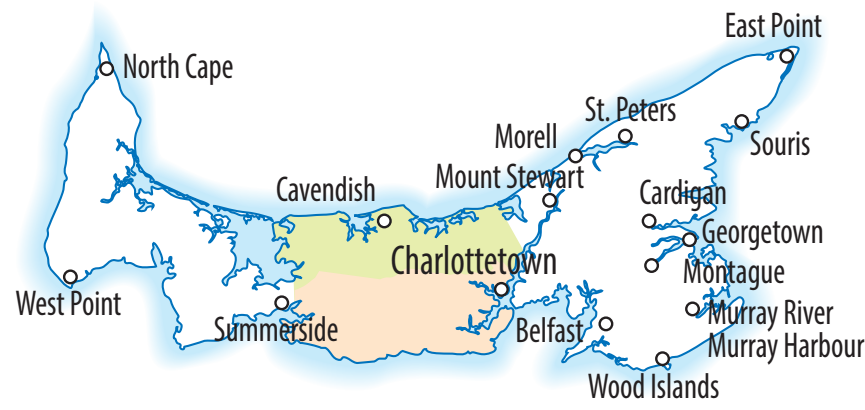 East Point
North Cape
St. Peters
Morell
Souris
Mount Stewart
Cavendish
Cardigan
Georgetown
Charlottetown
Montague
West Point
Summerside
Belfast
Murray River
Murray Harbour
Wood Islands